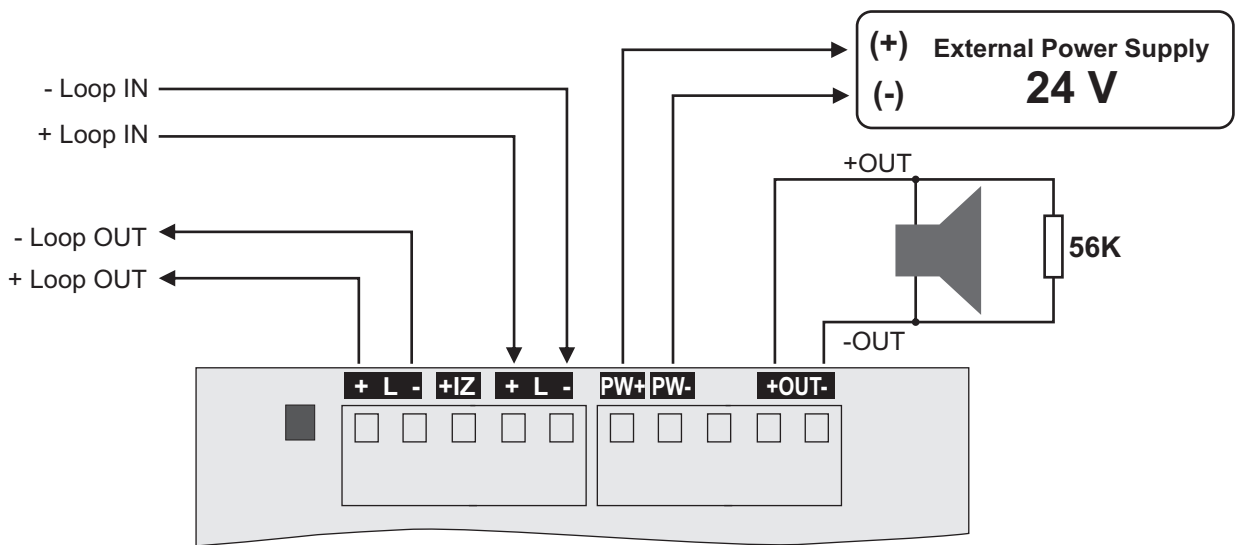 (+) External Power Supply
(-) 24 V
- Loop IN
+ Loop IN
+OUT
- Loop OUT
56K
+ Loop OUT
-OUT
+ L - +IZ + L - PW+ PW- +OUT-